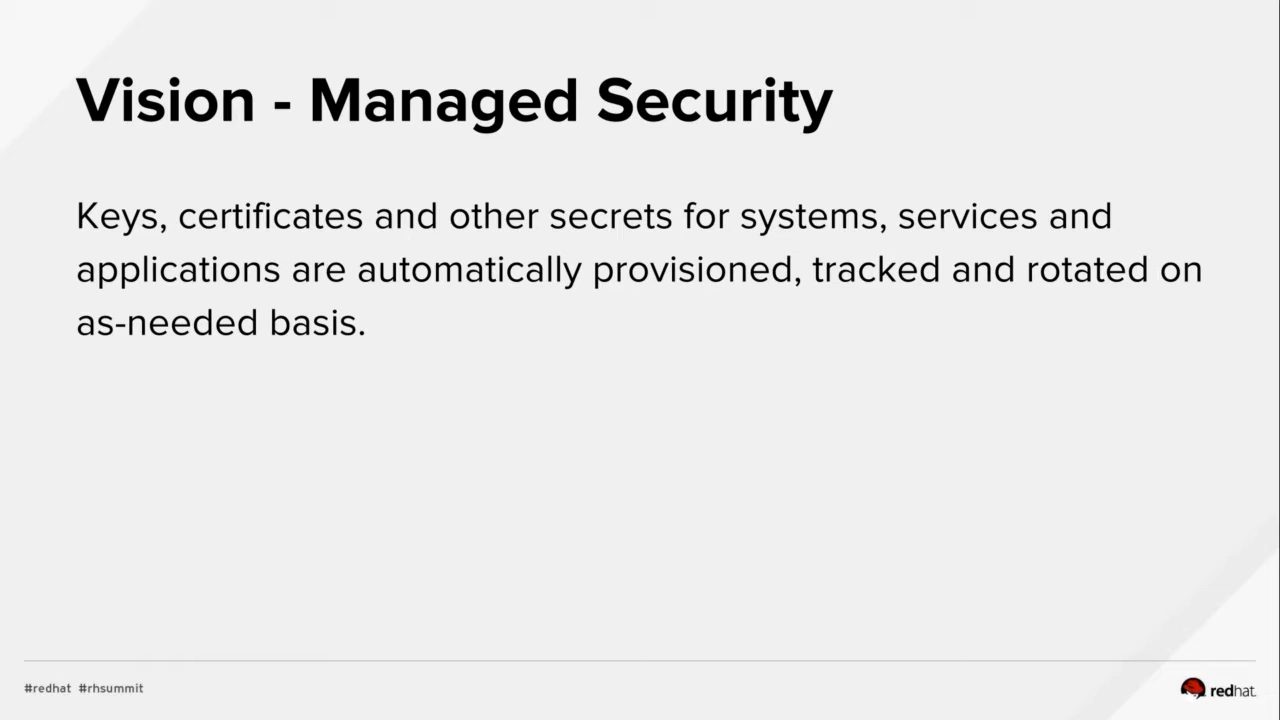 Vision - Managed Security
Keys, certificates and other secrets for systems, services and
applications are automatically provisioned, tracked and rotated on
as-needed basis.
#redhat #rhsummit
redhat.